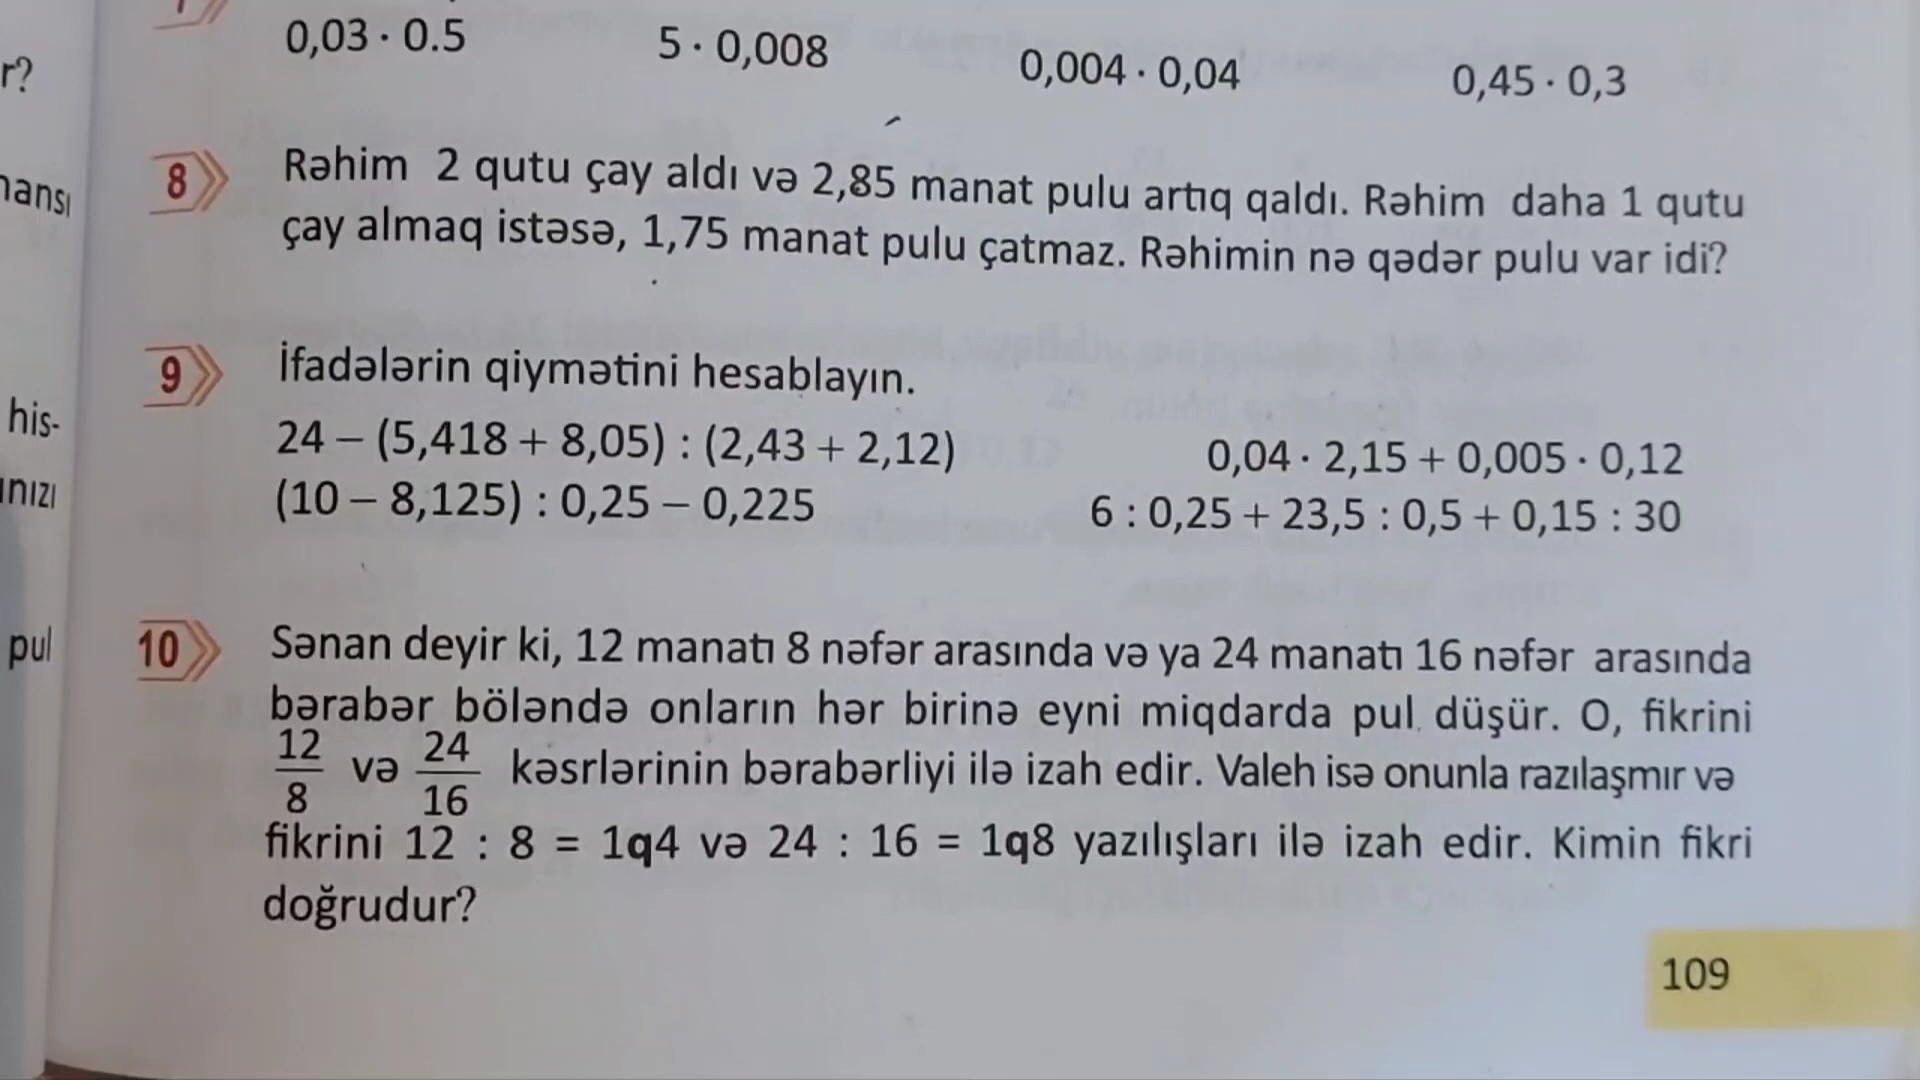 0,03 · 0.5 5 · 0,008 0,004 · 0,04 0,45 · 0,3
r?
8 Rəhim 2 qutu çay aldı və 2,85 manat pulu artıq qaldı. Rəhim daha 1 qutu
çay almaq istəsə, 1,75 manat pulu çatmaz. Rəhimin nə qədər pulu var idi?
9 İfadələrin qiymətini hesablayın.
24 – (5,418 + 8,05) : (2,43 + 2,12) 0,04 · 2,15 + 0,005 · 0,12
his-
(10 – 8,125) : 0,25 – 0,225 6 : 0,25 + 23,5 : 0,5 + 0,15 : 30
pul
10 Sənan deyir ki, 12 manatı 8 nəfər arasında və ya 24 manatı 16 nəfər arasında
bərabər böləndə onların hər birinə eyni miqdarda pul düşür. O, fikrini
12/8 və 24/16 kəsrlərinin bərabərliyi ilə izah edir. Valeh isə onunla razılaşmır və
fikrini 12 : 8 = 1q4 və 24 : 16 = 1q8 yazılışları ilə izah edir. Kimin fikri
doğrudur?
109